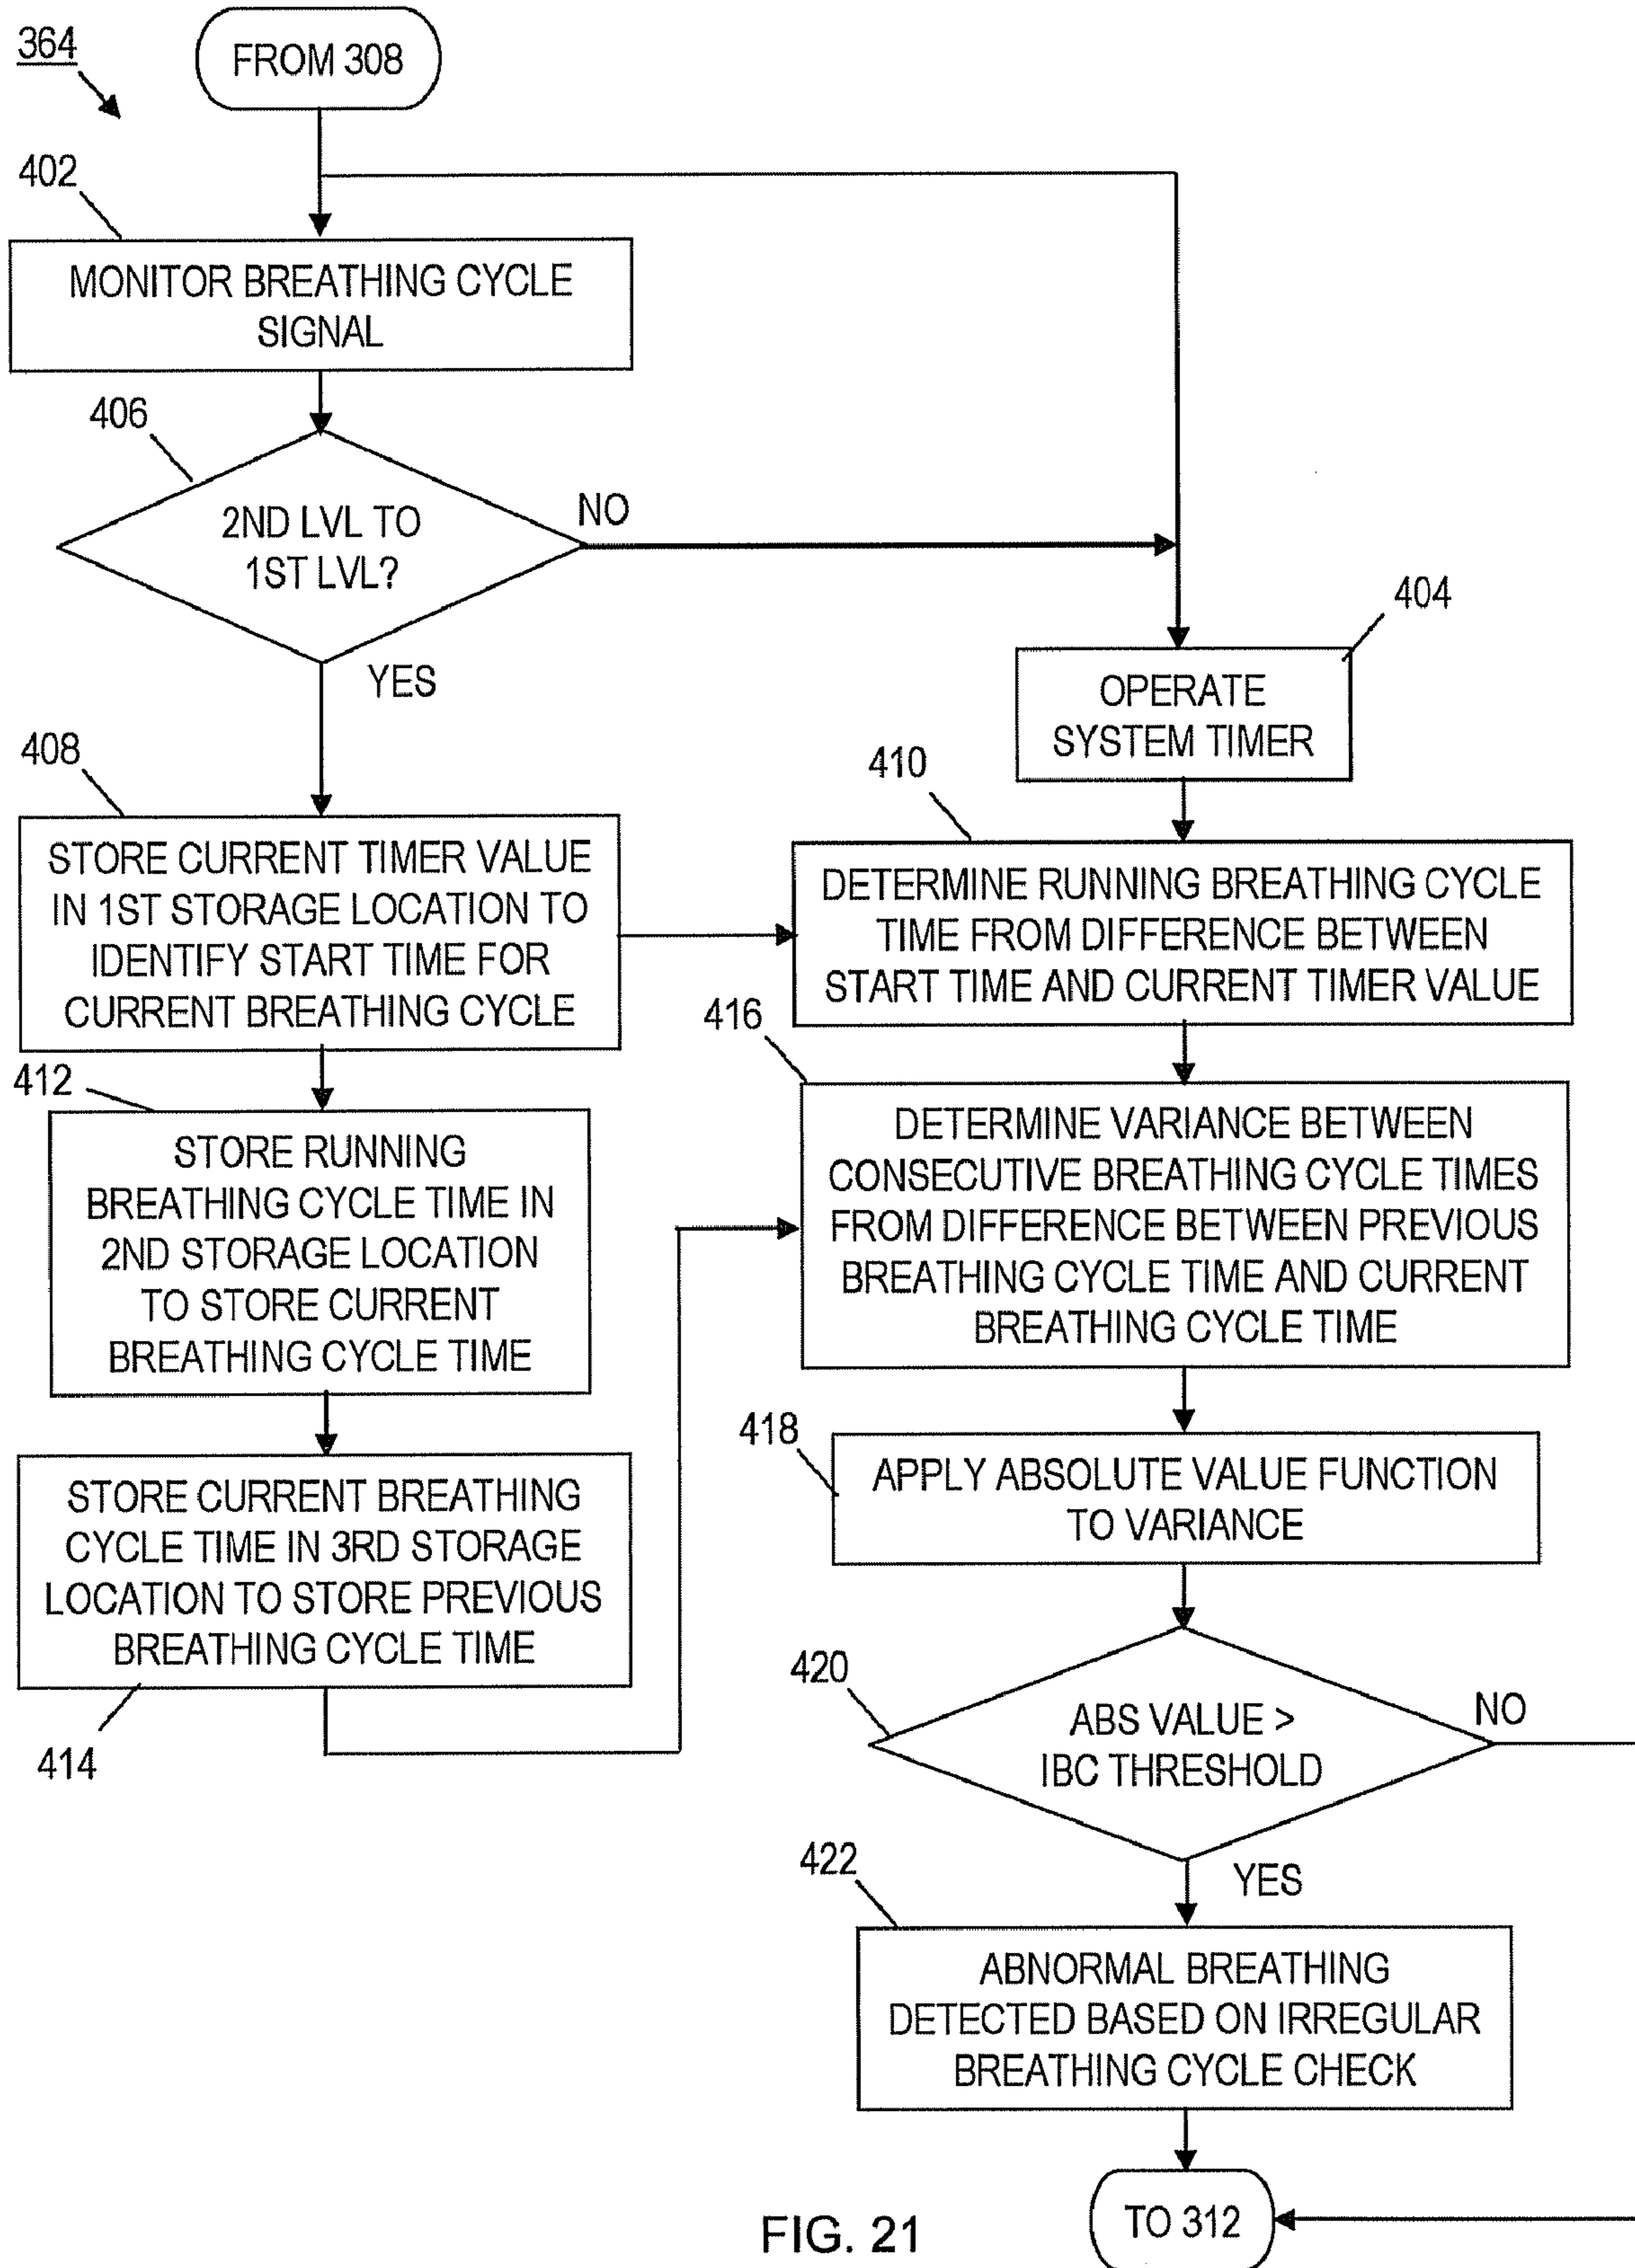 364
FROM 308
402
MONITOR BREATHING CYCLE
SIGNAL
406
2ND LVL TO
1ST LVL?
NO
YES
404
OPERATE
SYSTEM TIMER
408
STORE CURRENT TIMER VALUE
IN 1ST STORAGE LOCATION TO
IDENTIFY START TIME FOR
CURRENT BREATHING CYCLE
410
DETERMINE RUNNING BREATHING CYCLE
TIME FROM DIFFERENCE BETWEEN
START TIME AND CURRENT TIMER VALUE
412
STORE RUNNING
BREATHING CYCLE TIME IN
2ND STORAGE LOCATION
TO STORE CURRENT
BREATHING CYCLE TIME
416
DETERMINE VARIANCE BETWEEN
CONSECUTIVE BREATHING CYCLE TIMES
FROM DIFFERENCE BETWEEN PREVIOUS
BREATHING CYCLE TIME AND CURRENT
BREATHING CYCLE TIME
STORE CURRENT BREATHING
CYCLE TIME IN 3RD STORAGE
LOCATION TO STORE PREVIOUS
BREATHING CYCLE TIME
414
418
APPLY ABSOLUTE VALUE FUNCTION
TO VARIANCE
420
ABS VALUE >
IBC THRESHOLD
NO
YES
422
ABNORMAL BREATHING
DETECTED BASED ON IRREGULAR
BREATHING CYCLE CHECK
TO 312
FIG. 21